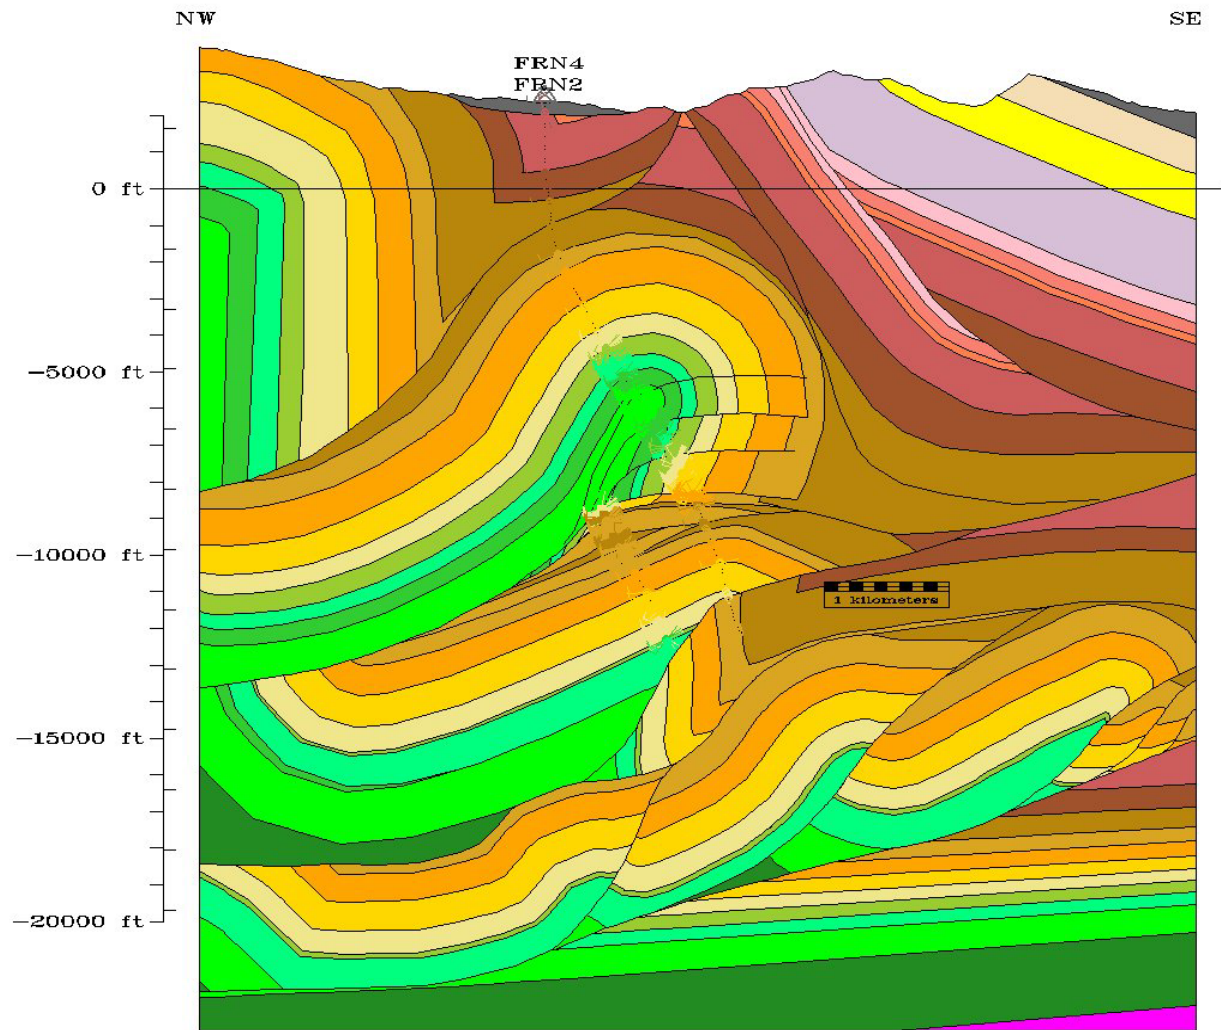 NW
SE
FRN4
FRN2
0 ft
−5000 ft
−10000 ft
1 kilometers
−15000 ft
−20000 ft